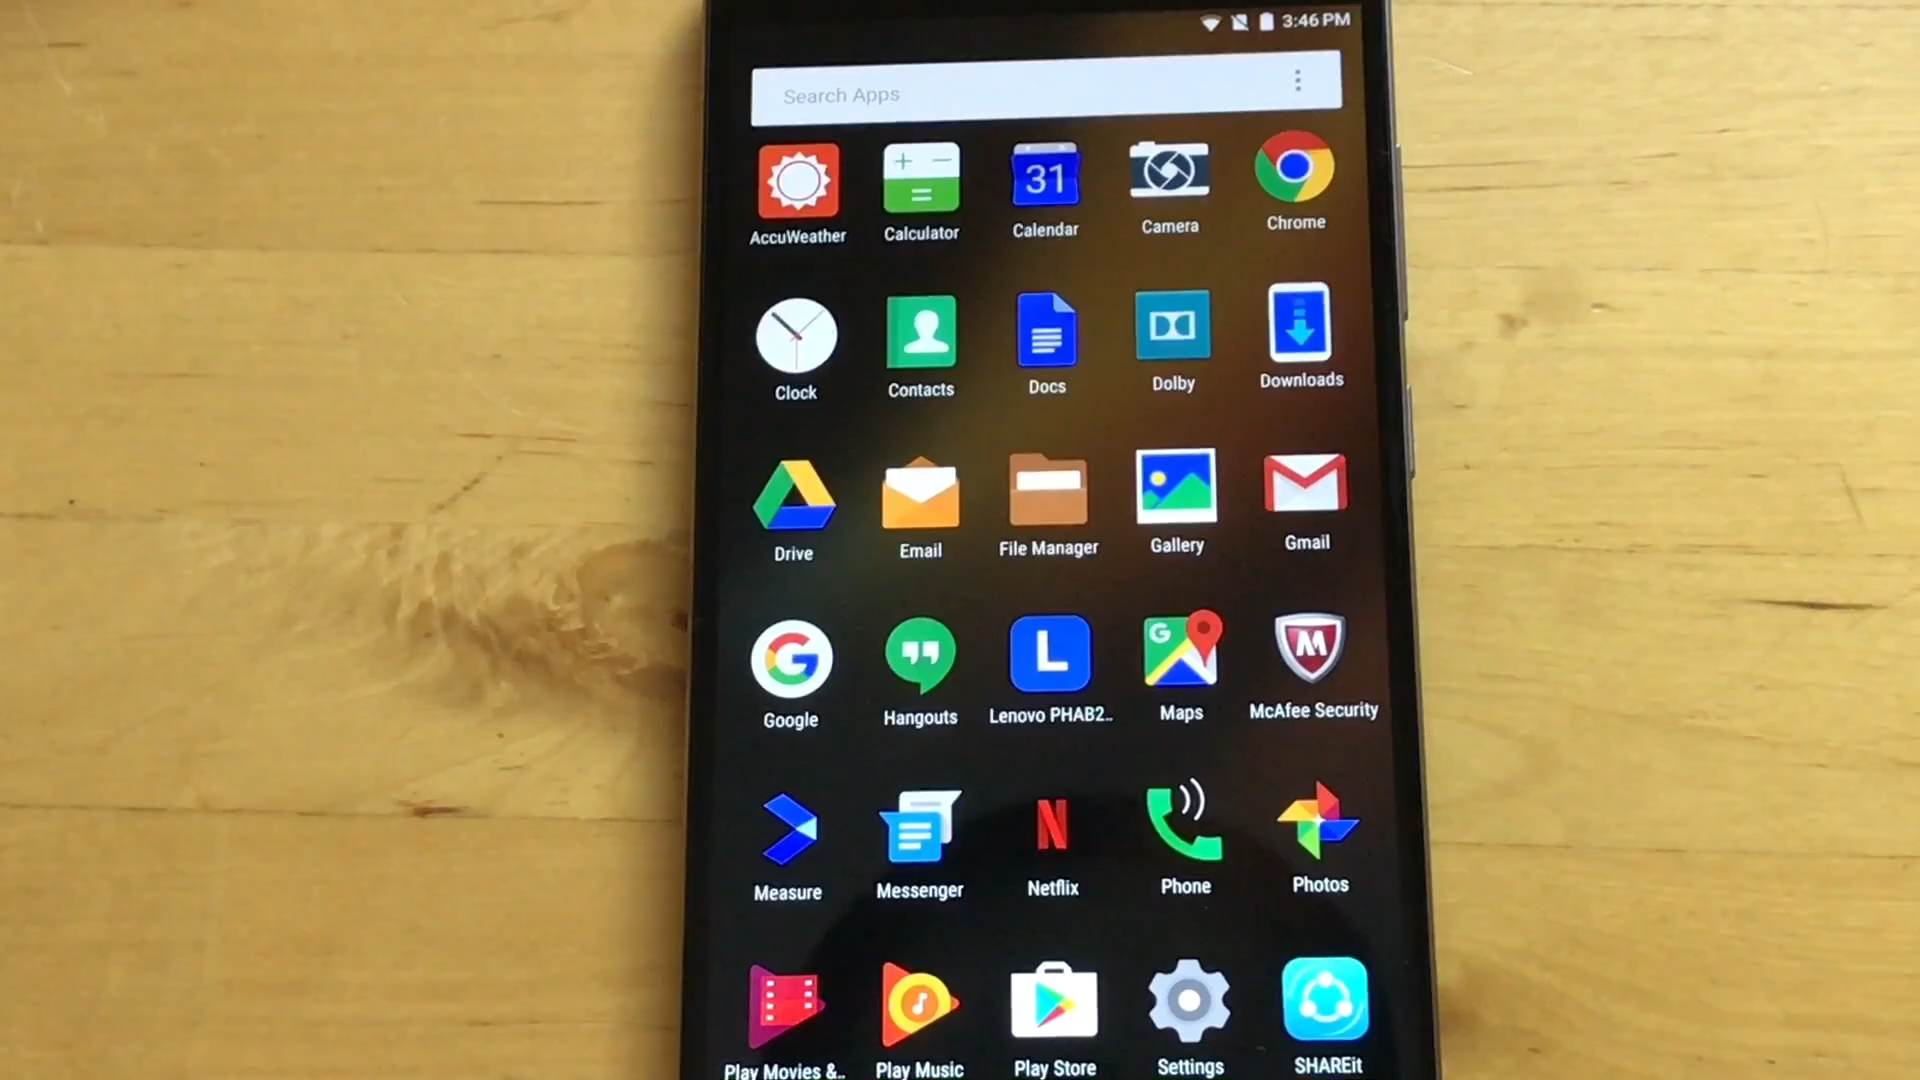 3:46 PM
Search Apps
31
AccuWeather Calculator Calendar Camera Chrome
Clock Contacts Docs Dolby Downloads
Drive Email File Manager Gallery Gmail
G L G M
Google Hangouts Lenovo PHAB2.. Maps McAfee Security
N
Measure Messenger Netflix Phone Photos
Play Movies &.. Play Music Play Store Settings SHAREit